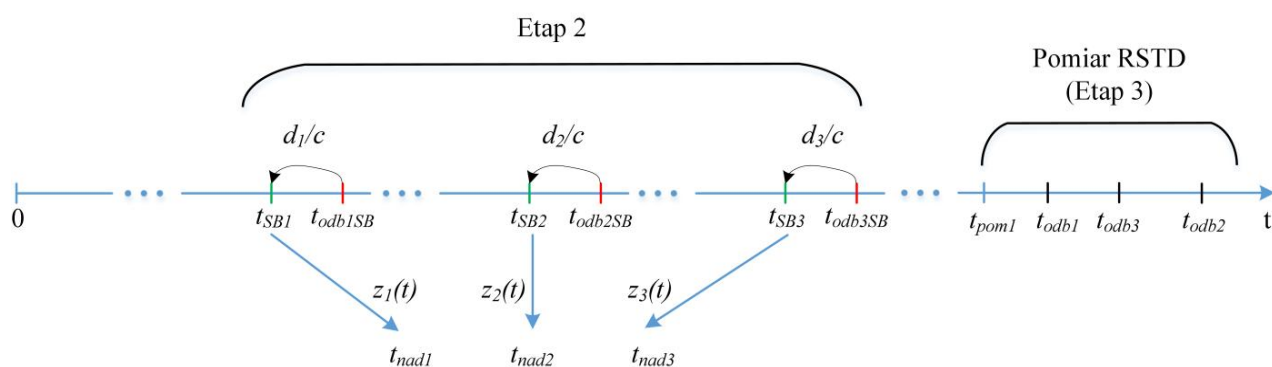 Etap 2
Pomiar RSTD
(Etap 3)
d1/c d2/c d3/c
0 tSB1 todb1SB tSB2 todb2SB tSB3 todb3SB tpom1 todb1 todb3 todb2 t
z1(t) z2(t) z3(t)
tnad1 tnad2 tnad3